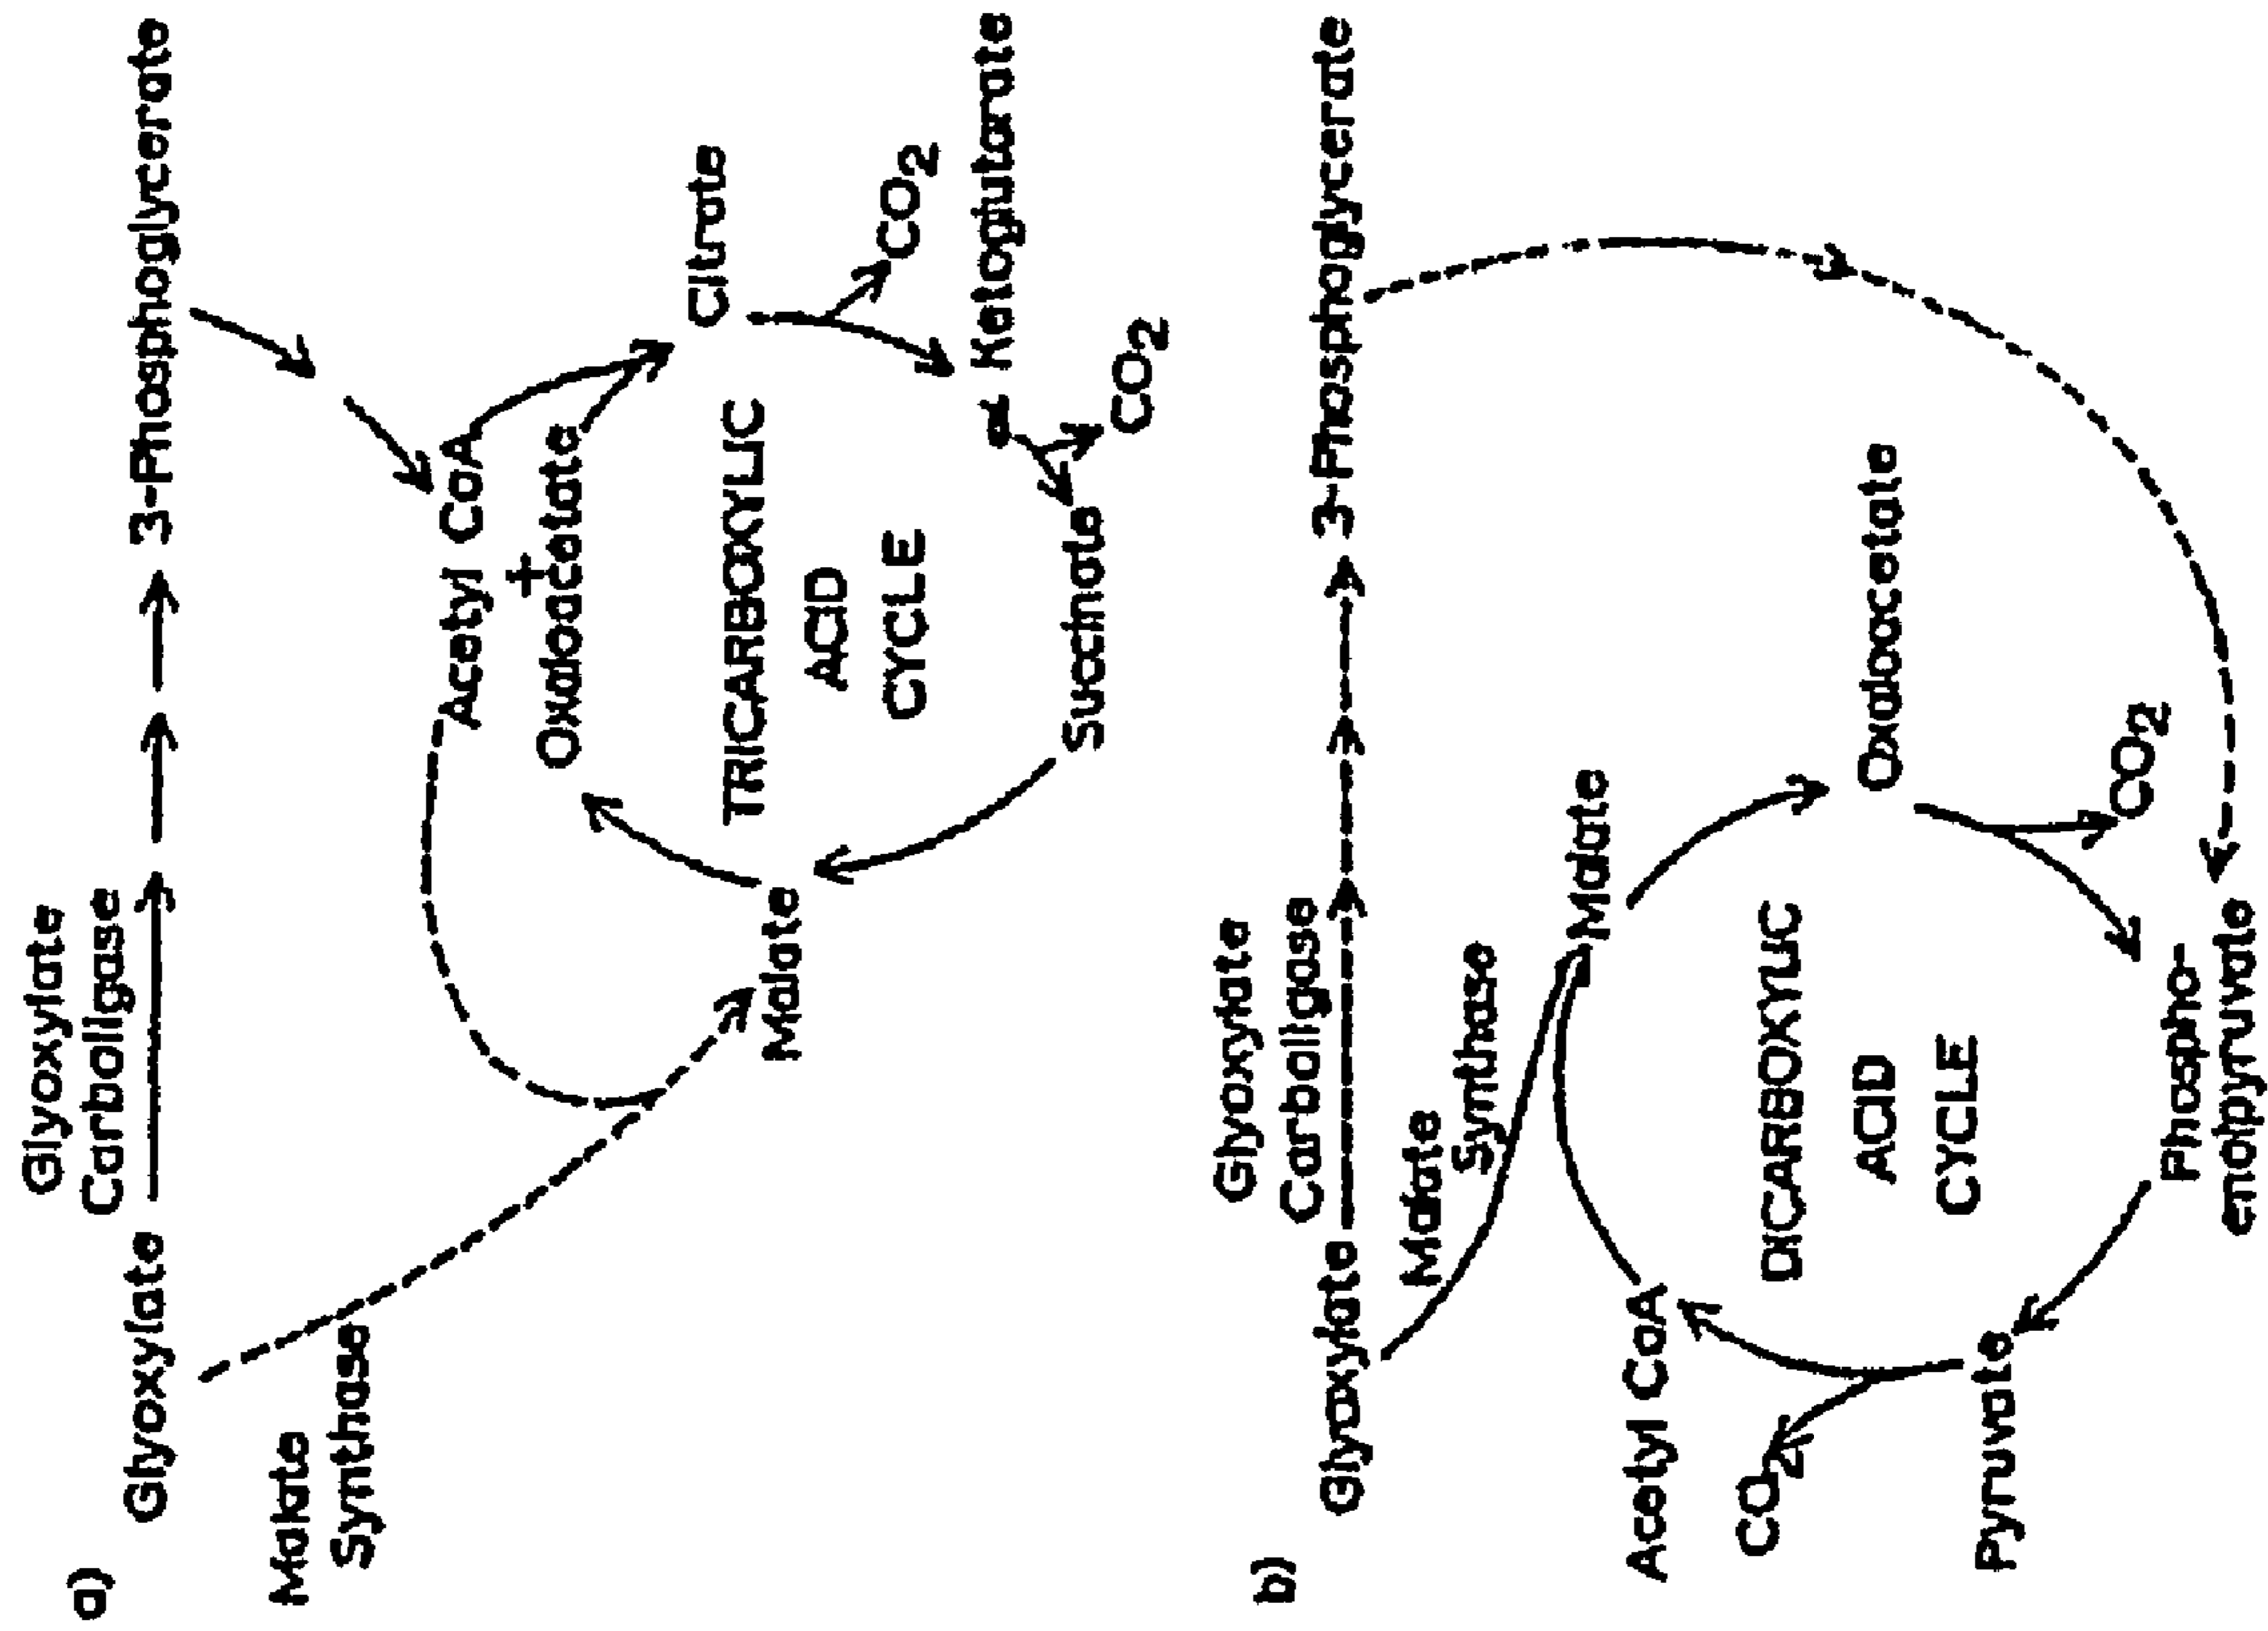 a)
Glyoxylate
Carboligase
Glyoxylate
3-Phosphoglycerate
Malate
Synthase
Acetyl CoA
+
Oxaloacetate
Citrate
TRICARBOXYLIC
ACID
CYCLE
Malate
CO2
α Ketoglutarate
Succinate
CO2
b)
Glyoxylate
Carboligase
Glyoxylate
3-Phosphoglycerate
Malate
Synthase
Malate
Acetyl CoA
CO2
DICARBOXYLIC
ACID
CYCLE
Oxaloacetate
Pyruvate
CO2
Phospho-
enolpyruvate